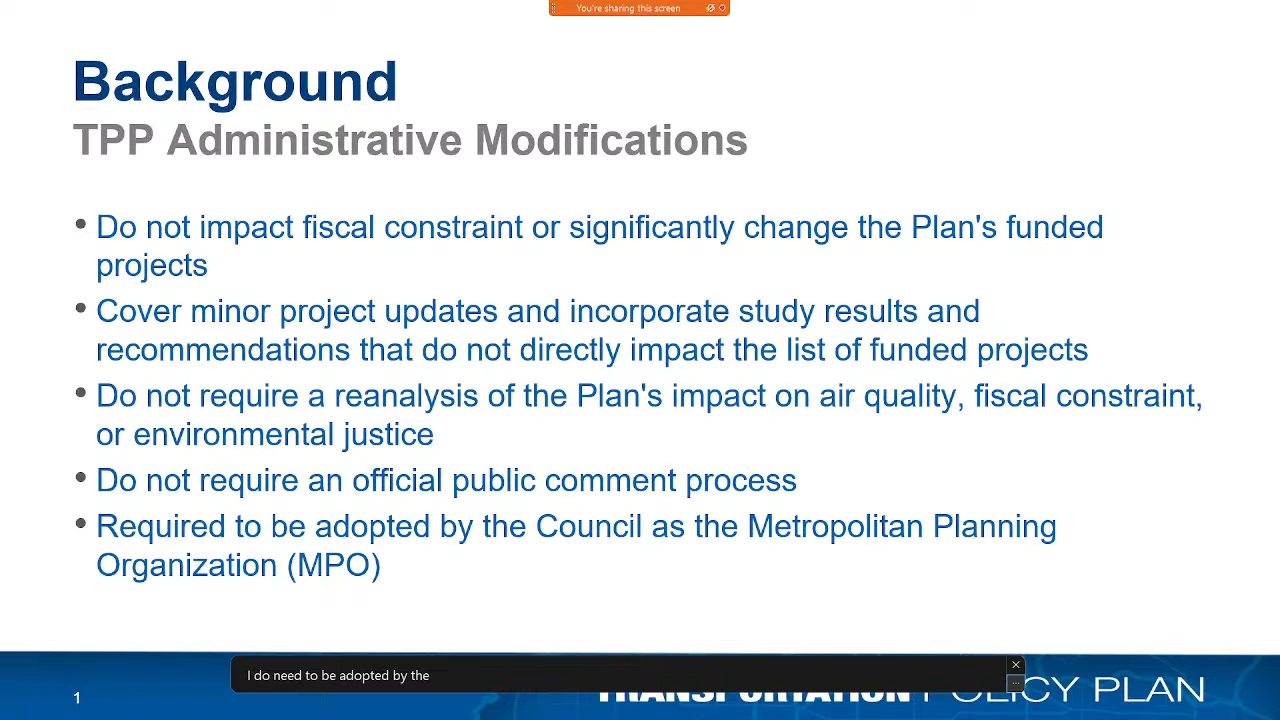 You're sharing this screen
Background
TPP Administrative Modifications
• Do not impact fiscal constraint or significantly change the Plan's funded
projects
• Cover minor project updates and incorporate study results and
recommendations that do not directly impact the list of funded projects
• Do not require a reanalysis of the Plan's impact on air quality, fiscal constraint,
or environmental justice
• Do not require an official public comment process
• Required to be adopted by the Council as the Metropolitan Planning
Organization (MPO)
I do need to be adopted by the
1
TRANSPORTATION POLICY PLAN